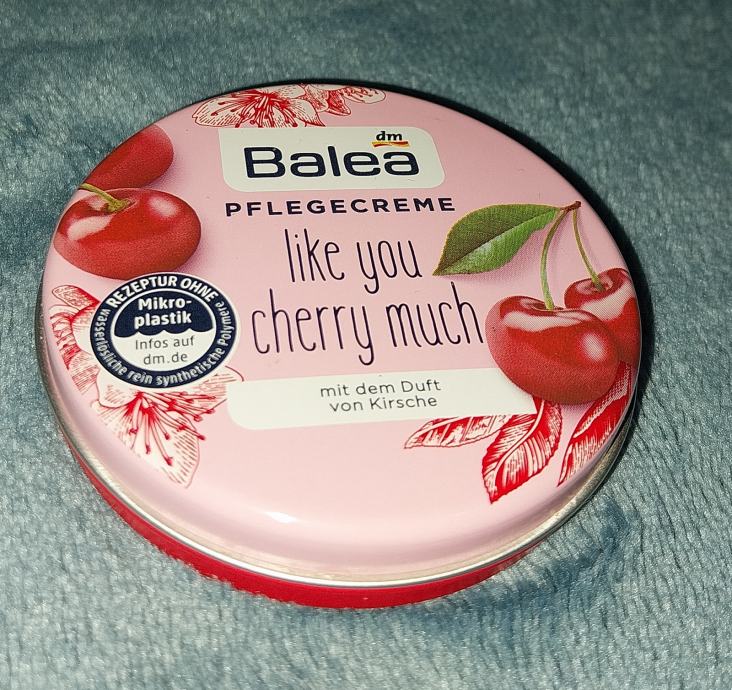 dm
Balea
PFLEGECREME
like you
cherry much
mit dem Duft
von Kirsche
REZEPTUR OHNE
Mikro-
plastik
Infos auf
dm.de
wasserlösliche rein synthetische Polymere